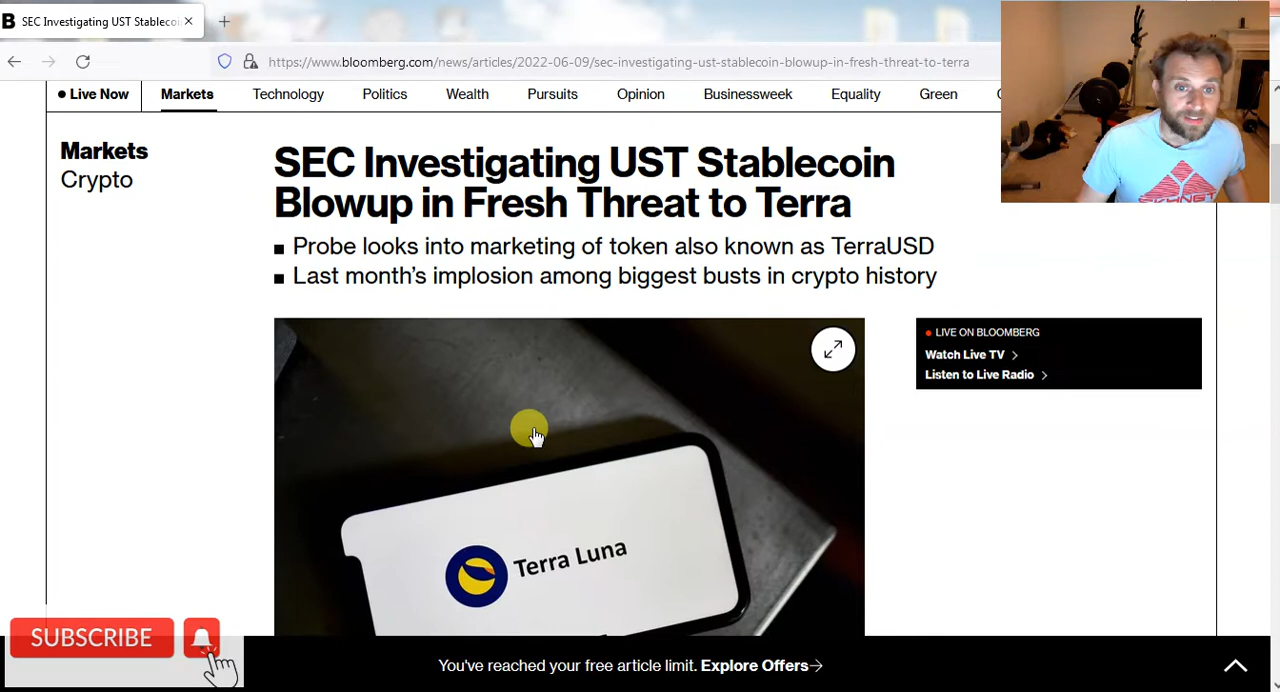 SEC Investigating UST Stableco
https://www.bloomberg.com/news/articles/2022-06-09/sec-investigating-ust-stablecoin-blowup-in-fresh-threat-to-terra
Live Now Markets Technology Politics Wealth Pursuits Opinion Businessweek Equality Green
Markets
Crypto
SEC Investigating UST Stablecoin
Blowup in Fresh Threat to Terra
Probe looks into marketing of token also known as TerraUSD
Last month's implosion among biggest busts in crypto history
SKYNET
LIVE ON BLOOMBERG
Watch Live TV
Listen to Live Radio
Terra Luna
SUBSCRIBE
You've reached your free article limit. Explore Offers